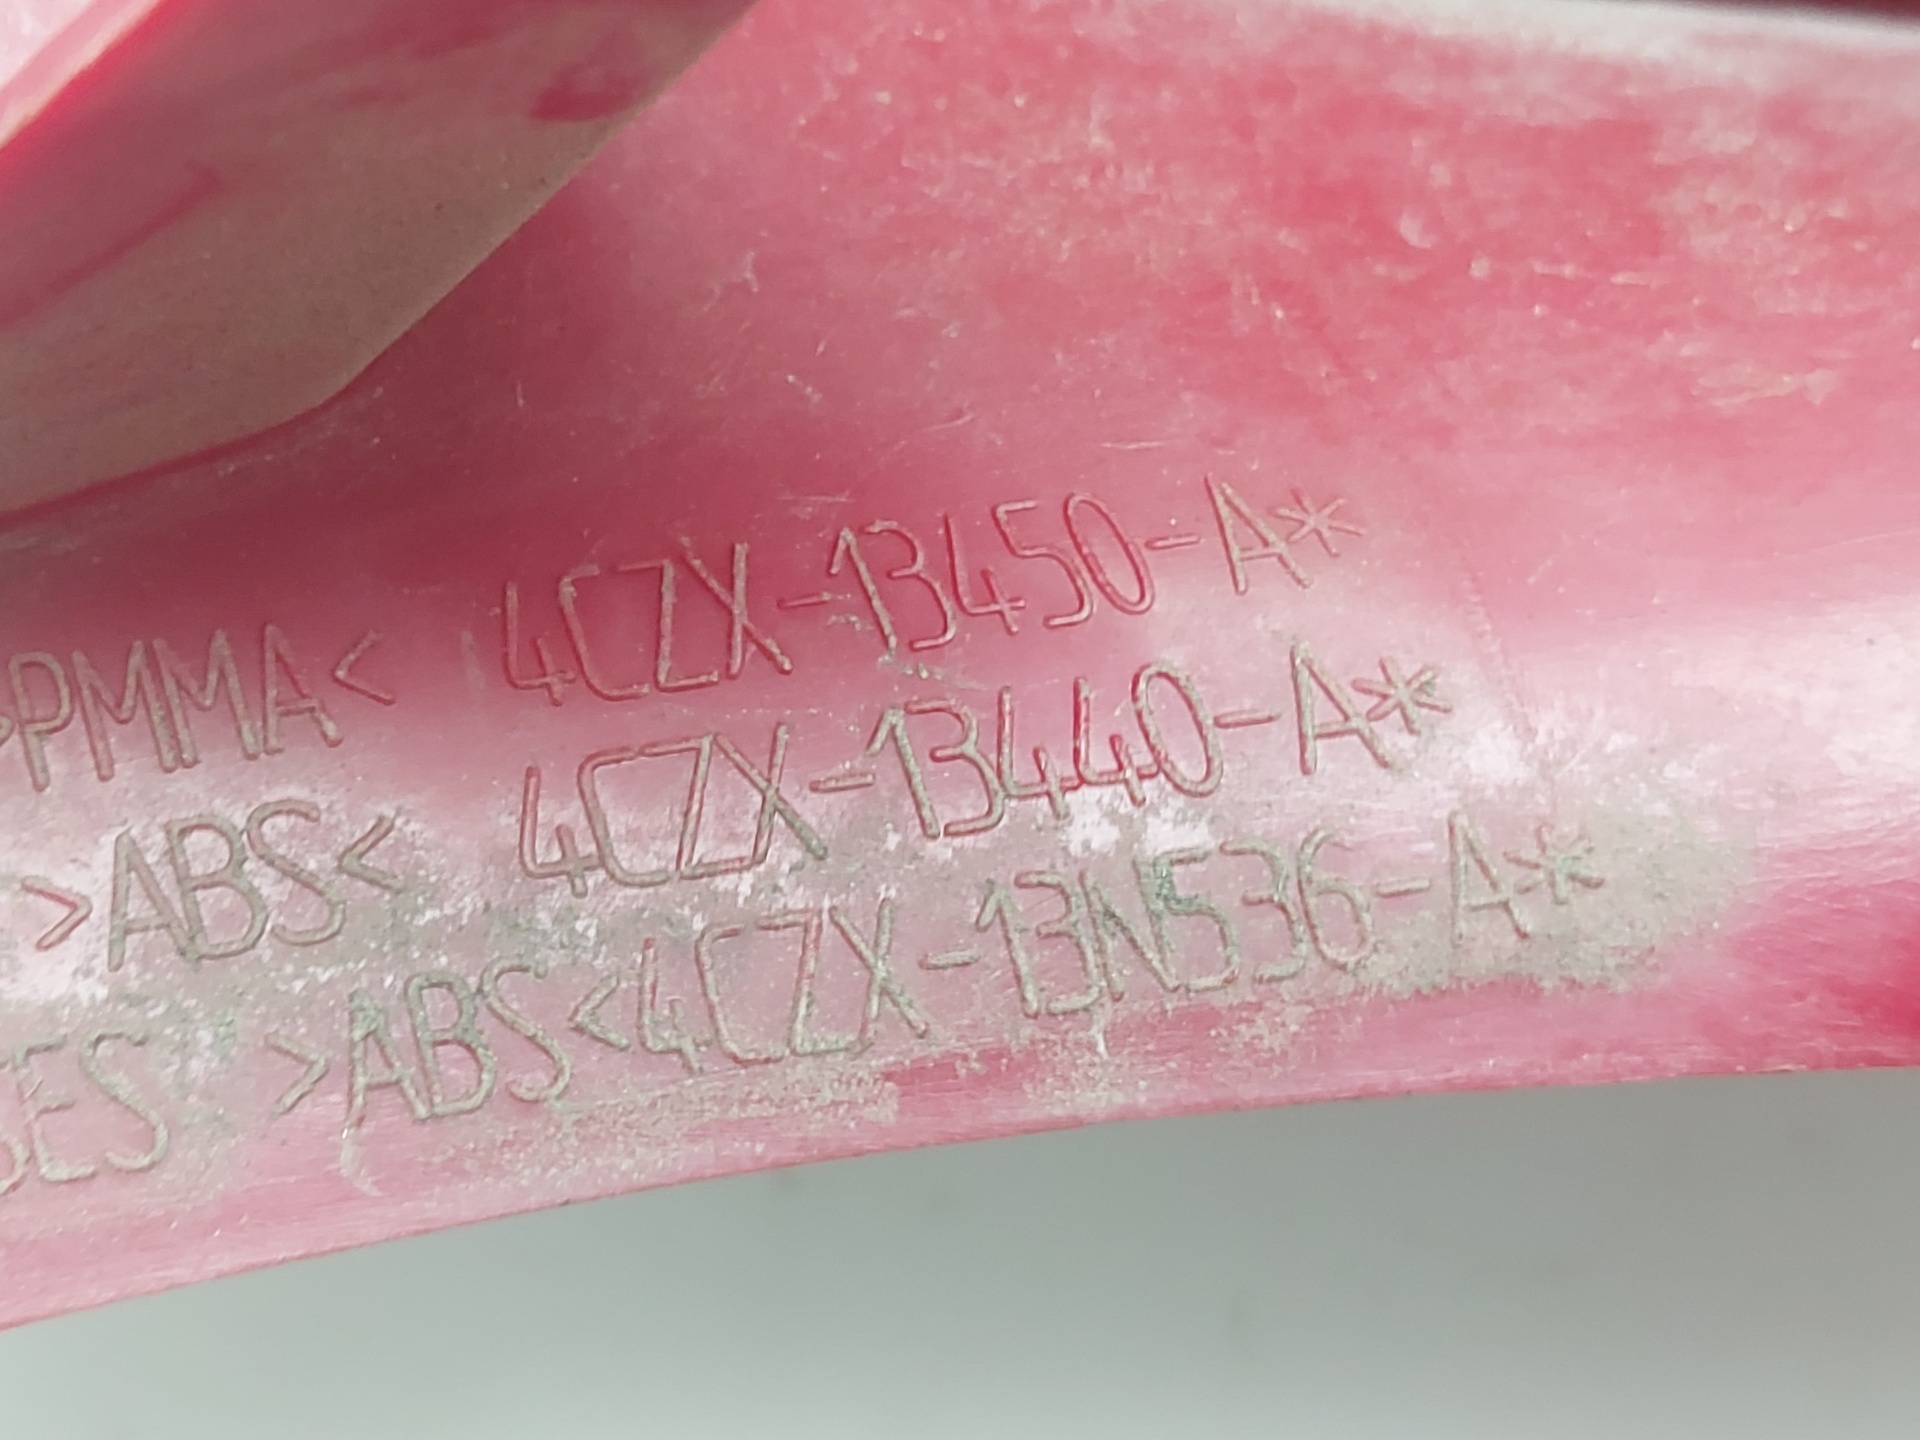 >PMMA< 4CZX-13450-A*
>ABS< 4CZX-13440-A*
>ABS<4CZX-13N536-A*